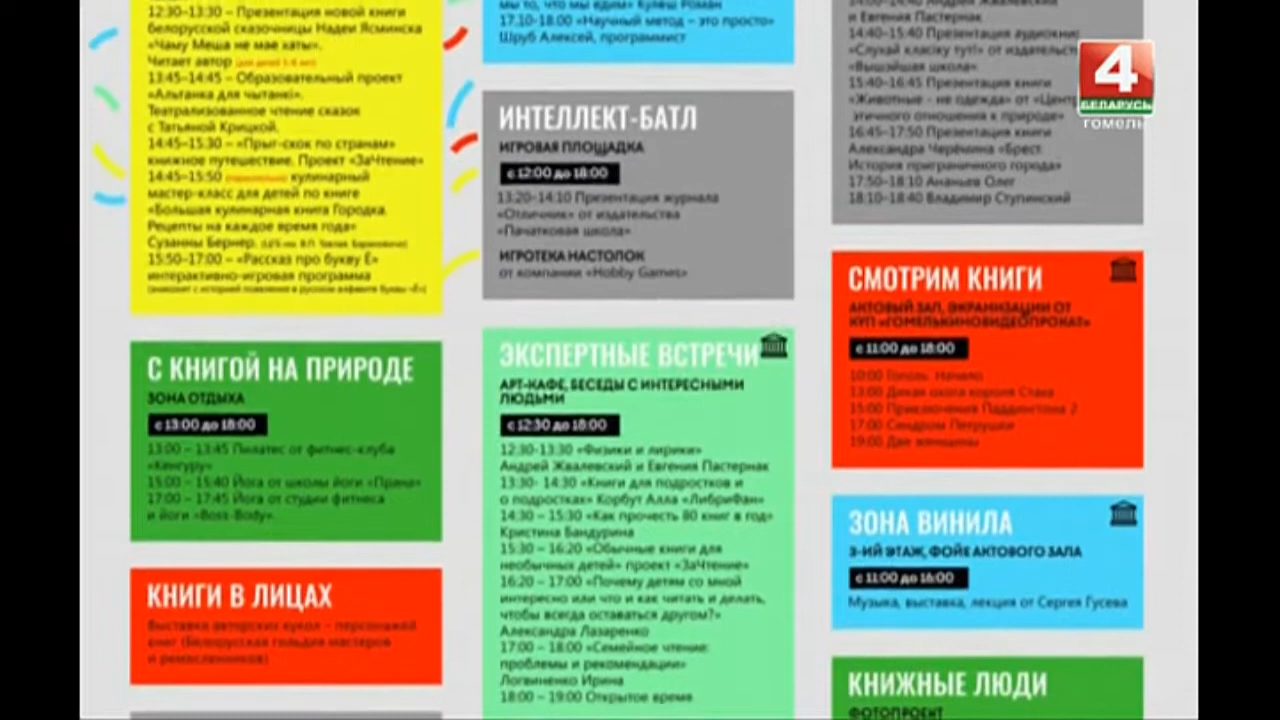 12:30-13:30 – Презентация новой книги
белорусской сказочницы Надеи Ясминска
«Чаму Меша не мае хаты».
Читает автор
13:45-14:45 – Образовательный проект
«Альтанка для чытанкі».
Театрализованное чтение сказок
с Татьяной Крицкой.
14:45-15:30 – «Прыг-скок по странам»
книжное путешествие. Проект «ЗаЧтение»
14:45-15:50 кулинарный
мастер-класс для детей по книге
«Большая кулинарная книга Городка.
Рецепты на каждое время года»
Сузанны Бернер.
15:50-17:00 – «Рассказ про букву Ё»
интерактивно-игровая программа
С КНИГОЙ НА ПРИРОДЕ
ЗОНА ОТДЫХА
с 13:00 до 18:00
13:00 – 13:45 Пилатес от фитнес-клуба
«Кенгуру»
15:00 – 15:40 Йога от школы йоги «Прана»
17:00 – 17:45 Йога от студии фитнеса
и йоги «Boss-Body».
КНИГИ В ЛИЦАХ
Выставка авторских кукол – персонажей
книг (Белорусская гильдия мастеров
и ремесленников)
мы то, что мы едим» Кулеш Роман
17.10-18:00 «Научный метод – это просто»
Шруб Алексей, программист
ИНТЕЛЛЕКТ-БАТЛ
ИГРОВАЯ ПЛОЩАДКА
с 12:00 до 18:00
13:20-14:10 Презентация журнала
«Отличник» от издательства
«Пачатковая школа»
ИГРОТЕКА НАСТОЛОК
от компании «Hobby Games»
ЭКСПЕРТНЫЕ ВСТРЕЧИ
АРТ-КАФЕ, БЕСЕДЫ С ИНТЕРЕСНЫМИ
ЛЮДЬМИ
с 12:30 до 18:00
12:30-13:30 «Физики и лирики»
Андрей Жвалевский и Евгения Пастернак
13:30- 14:30 «Книги для подростков и
о подростках» Корбут Алла «ЛибриФан»
14:30 – 15:30 «Как прочесть 80 книг в год»
Кристина Бандурина
15:30 – 16:20 «Обычные книги для
необычных детей» проект «ЗаЧтение»
16:20 – 17:00 «Почему детям со мной
интересно или что и как читать и делать,
чтобы всегда оставаться другом?»
Александра Лазаренко
17:00 – 18:00 «Семейное чтение:
проблемы и рекомендации»
Логвиненко Ирина
18:00 – 19:00 Открытое время
14:00-14:40 Андрей Жвалевский
и Евгения Пастернак
14:40-15:40 Презентация аудиокниг
«Слухай класіку тут!» от издательства
«Вышэйшая школа».
15:40-16:45 Презентация книги
«Животные - не одежда» от «Центр
этичного отношения к природе»
16:45-17:50 Презентация книги
Александра Черёмина «Брест.
История приграничного города»
17:50-18:10 Ананьев Олег
18:10-18:40 Владимир Ступинский
4
БЕЛАРУСЬ
гомель
СМОТРИМ КНИГИ
АКТОВЫЙ ЗАЛ, ЭКРАНИЗАЦИИ ОТ
КУП «ГОМЕЛЬКИНОВИДЕОПРОКАТ»
с 11:00 до 18:00
10:00 Гоголь. Начало
13:00 Дикая охота короля Стаха
15:00 Приключения Паддингтона 2
17:00 Синдром Петрушки
19:00 Две женщины
ЗОНА ВИНИЛА
3-ИЙ ЭТАЖ, ФОЙЕ АКТОВОГО ЗАЛА
с 11:00 до 16:00
Музыка, выставка, лекция от Сергея Гусева
КНИЖНЫЕ ЛЮДИ
ФОТОПРОЕКТ